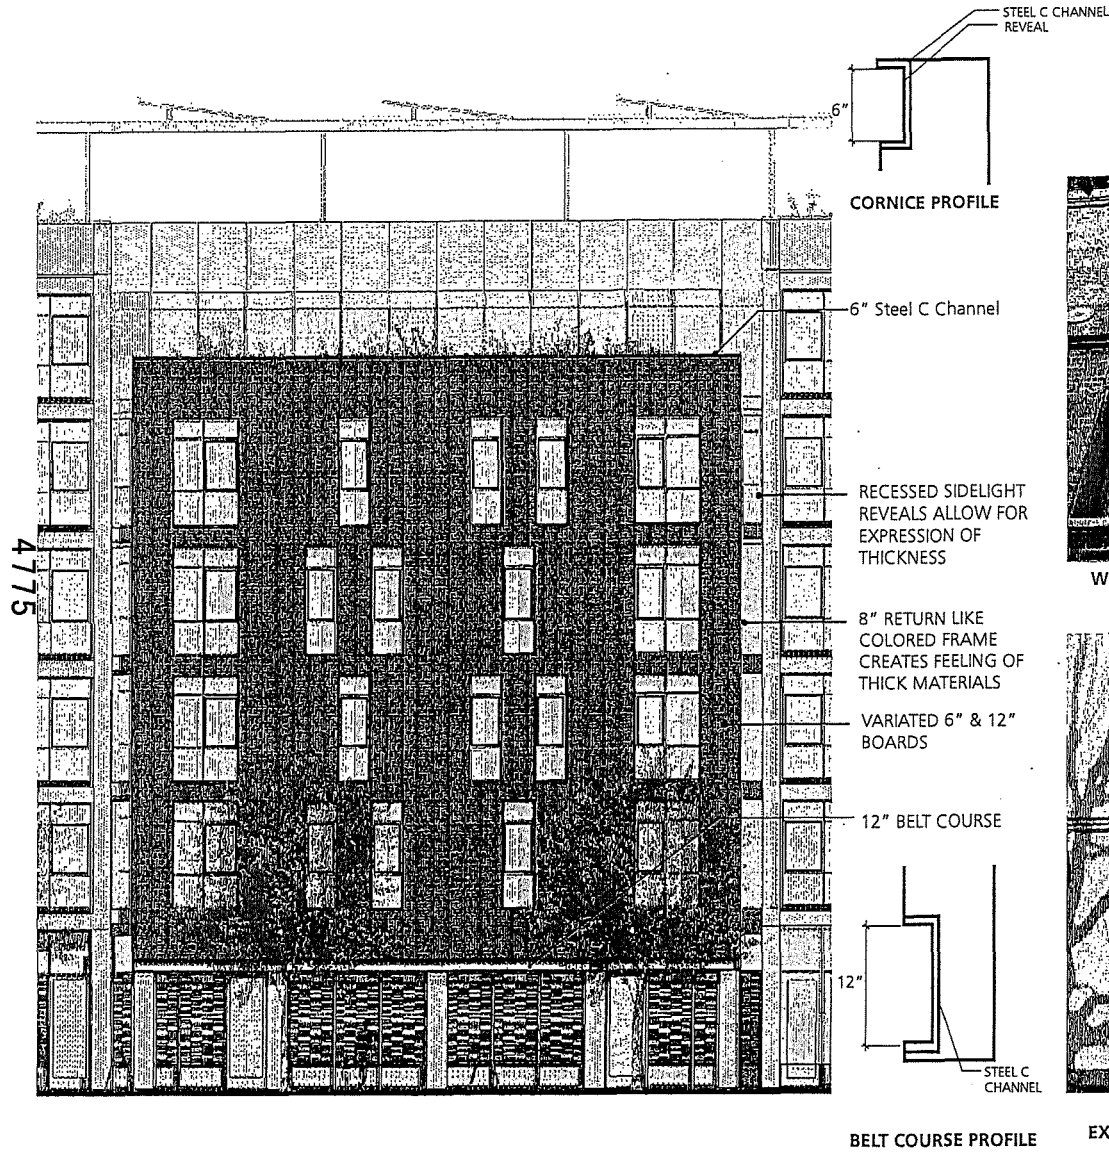 STEEL C CHANNEL
REVEAL
6"
CORNICE PROFILE
6" Steel C Channel
RECESSED SIDELIGHT
REVEALS ALLOW FOR
EXPRESSION OF
THICKNESS
8" RETURN LIKE
COLORED FRAME
CREATES FEELING OF
THICK MATERIALS
VARIATED 6" & 12"
BOARDS
12" BELT COURSE
12"
STEEL C
CHANNEL
BELT COURSE PROFILE
4775
W
EX